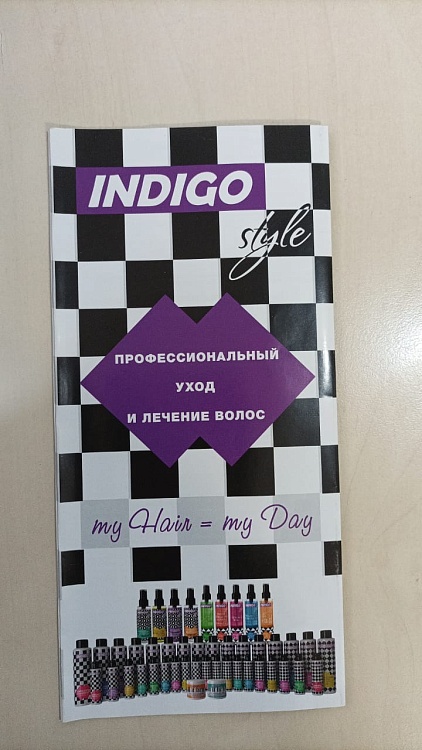 INDIGO
style
ПРОФЕССИОНАЛЬНЫЙ
УХОД
И ЛЕЧЕНИЕ ВОЛОС
my Hair = my Day